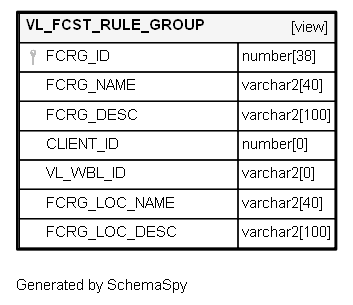 VL_FCST_RULE_GROUP [view]
FCRG_ID number[38]
FCRG_NAME varchar2[40]
FCRG_DESC varchar2[100]
CLIENT_ID number[0]
VL_WBL_ID varchar2[0]
FCRG_LOC_NAME varchar2[40]
FCRG_LOC_DESC varchar2[100]
Generated by SchemaSpy